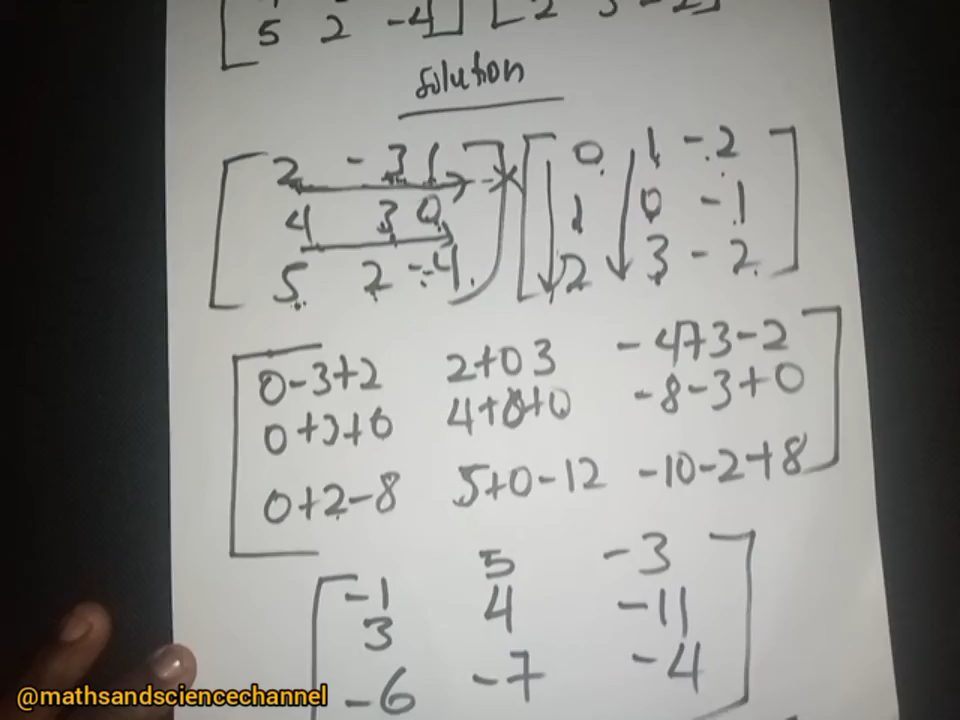 5 2 -4 2 3 -2
Solution
2 -3 1 × 0 1 -2
4 3 0 1 0 -1
5 2 -4 2 3 -2
0-3+2 2+0 3 -4+3-2
0+3+0 4+0+0 -8-3+0
0+2-8 5+0-12 -10-2+8
-1 5 -3
3 4 -11
-6 -7 -4
@mathsandsciencechannel